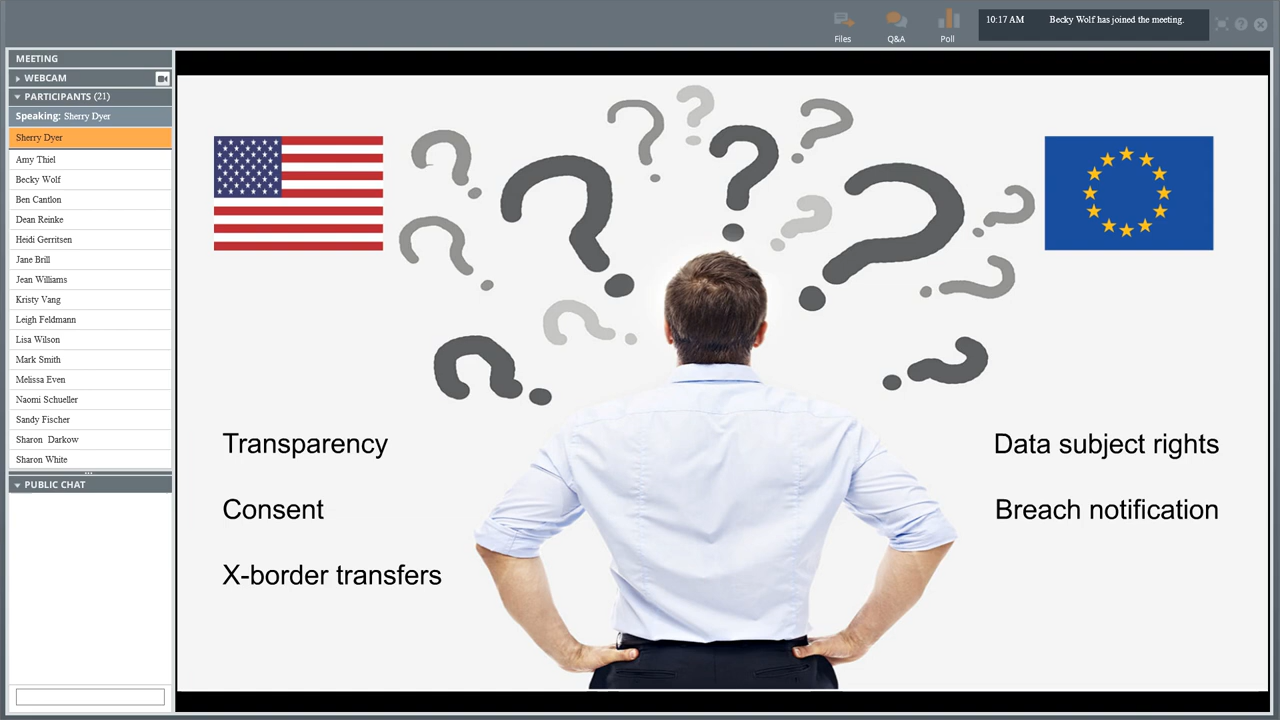 Files
Q&A
Poll
10:17 AM Becky Wolf has joined the meeting.
MEETING
WEBCAM
PARTICIPANTS (21)
Speaking: Sherry Dyer
Sherry Dyer
Amy Thiel
Becky Wolf
Ben Cantlon
Dean Reinke
Heidi Gerritsen
Jane Brill
Jean Williams
Kristy Vang
Leigh Feldmann
Lisa Wilson
Mark Smith
Melissa Even
Naomi Schueller
Sandy Fischer
Sharon Darkow
Sharon White
PUBLIC CHAT
Transparency
Consent
X-border transfers
Data subject rights
Breach notification